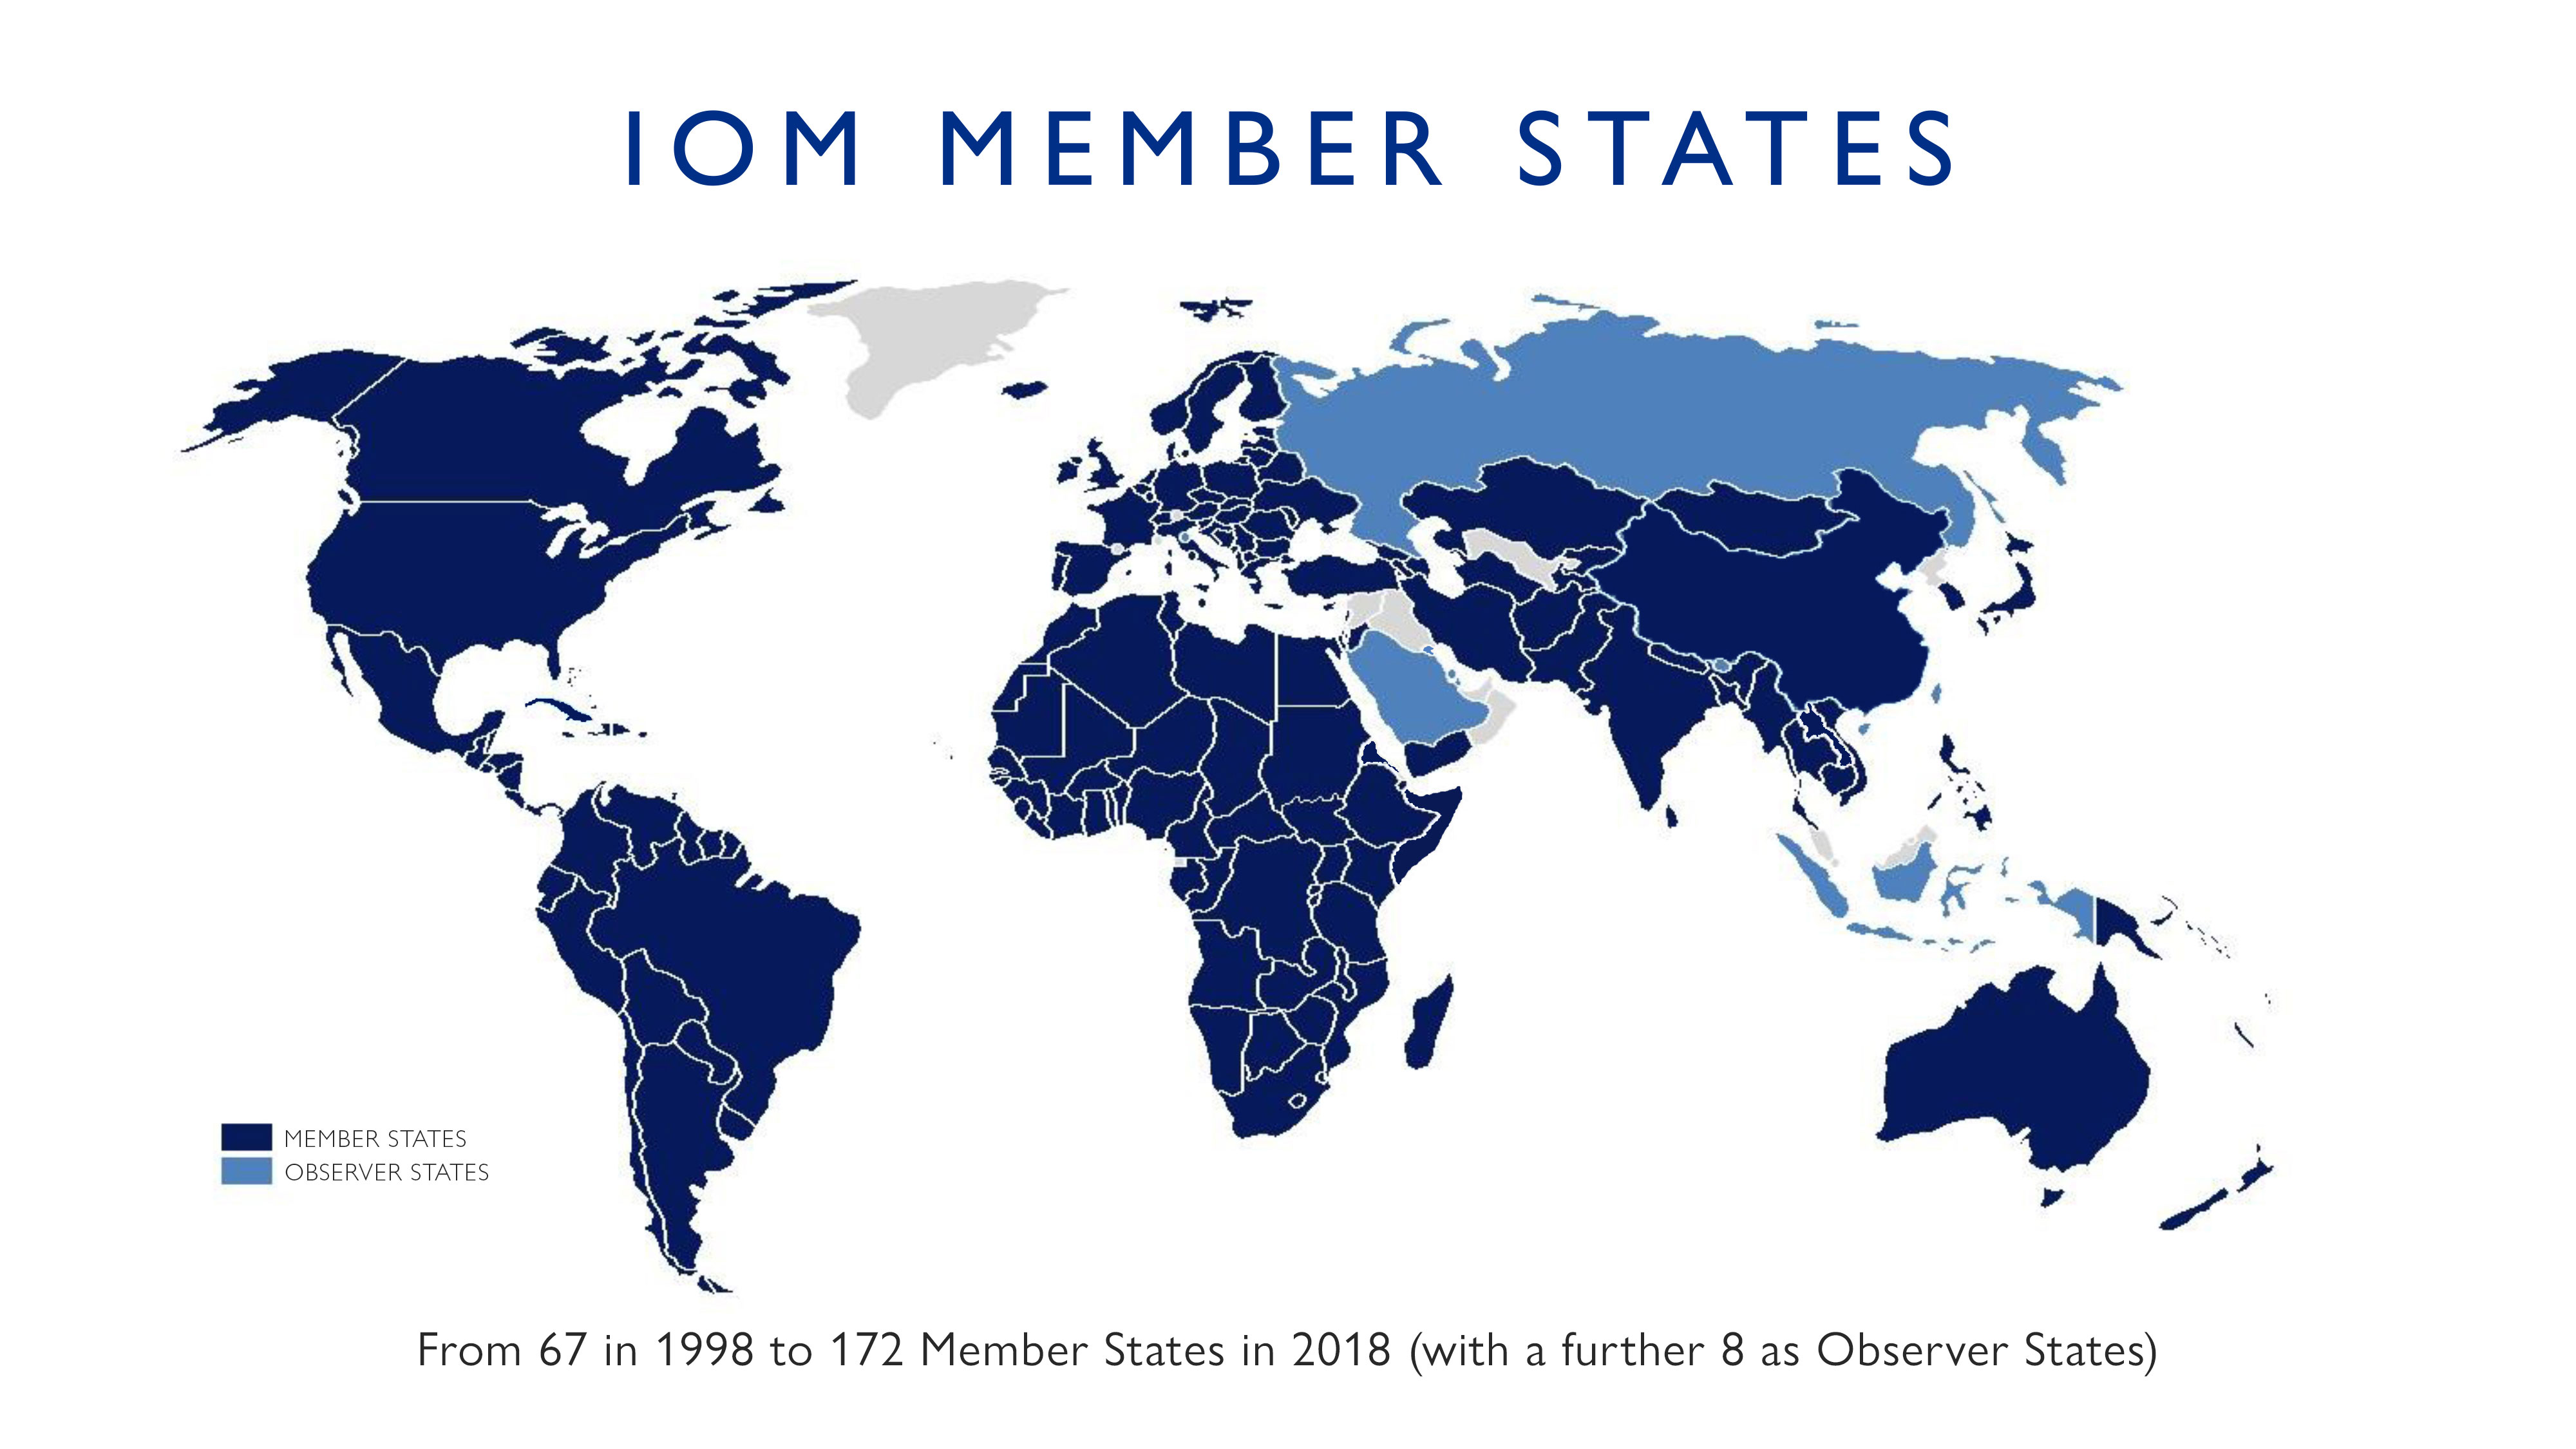 IOM MEMBER STATES
MEMBER STATES
OBSERVER STATES
From 67 in 1998 to 172 Member States in 2018 (with a further 8 as Observer States)